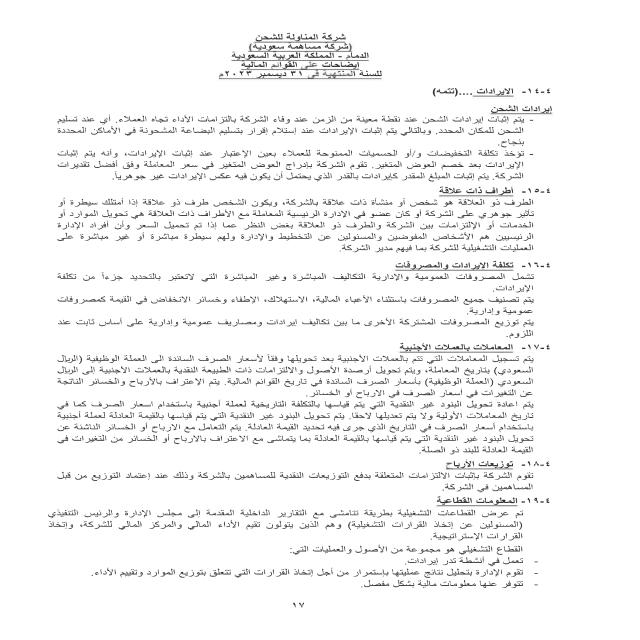 شركة المناولة للشحن
(شركة مساهمة سعودية)
الدمام - المملكة العربية السعودية
إيضاحات على القوائم المالية
للسنة المنتهية في ٣١ ديسمبر ٢٠٢٣م
٤-١٤- الايرادات ....(تتمه)
إيرادات الشحن
- يتم إثبات إيرادات الشحن عند نقطة معينة من الزمن عند وفاء الشركة بالتزامات الأداء تجاه العملاء. أي عند تسليم
الشحن للمكان المحدد. وبالتالي يتم إثبات الإيرادات عند إستلام إقرار بتسليم البضاعة المشحونة في الأماكن المحددة
بنجاح.
- تؤخذ تكلفة التخفيضات و/أو الحسميات الممنوحة للعملاء بعين الإعتبار عند إثبات الإيرادات، وأنه يتم إثبات
الإيرادات بعد خصم العوض المتغير. تقوم الشركة بإدراج العوض المتغير في سعر المعاملة وفق أفضل تقديرات
الشركة. يتم إثبات المبلغ المقدر كإيرادات بالقدر الذي يحتمل أن يكون فيه عكس الإيرادات غير جوهرياً.
٤-١٥- أطراف ذات علاقة
الطرف ذو العلاقة هو شخص أو منشأة ذات علاقة بالشركة، ويكون الشخص طرف ذو علاقة إذا أمتلك سيطرة أو
تأثير جوهري على الشركة أو كان عضو في الإدارة الرئيسية المعاملة مع الأطراف ذات العلاقة هي تحويل الموارد أو
الخدمات أو الإلتزامات بين الشركة والطرف ذو العلاقة بغض النظر عما إذا تم تحميل السعر وأن أفراد الإدارة
الرئيسيين هم الأشخاص المفوضين والمسئولين عن التخطيط والإدارة ولهم سيطرة مباشرة أو غير مباشرة على
العمليات التشغيلية للشركة بما فيهم مدير الشركة.
٤-١٦- تكلفة الايرادات والمصروفات
تشمل المصروفات العمومية والإدارية التكاليف المباشرة وغير المباشرة التي لاتعتبر بالتحديد جزءاً من تكلفة
الإيرادات.
يتم تصنيف جميع المصروفات باستثناء الأعباء المالية، الاستهلاك، الإطفاء وخسائر الانخفاض في القيمة كمصروفات
عمومية وإدارية.
يتم توزيع المصروفات المشتركة الأخرى ما بين تكاليف إيرادات ومصاريف عمومية وإدارية على أساس ثابت عند
اللزوم.
٤-١٧- المعاملات بالعملات الأجنبية
يتم تسجيل المعاملات التي تتم بالعملات الأجنبية بعد تحويلها وفقاً لأسعار الصرف السائدة الى العملة الوظيفية (الريال
السعودي) بتاريخ المعاملة، ويتم تحويل أرصدة الأصول والالتزامات ذات الطبيعة النقدية بالعملات الأجنبية إلى الريال
السعودي (العملة الوظيفية) بأسعار الصرف السائدة في تاريخ القوائم المالية. يتم الاعتراف بالأرباح والخسائر الناتجة
عن التغيرات في اسعار الصرف في الارباح أو الخسائر.
يتم اعادة تحويل البنود غير النقدية التي يتم قياسها بالتكلفة التاريخية لعملة أجنبية باستخدام اسعار الصرف كما في
تاريخ المعاملات الأولية ولا يتم تعديلها لاحقا. يتم تحويل البنود غير النقدية التي يتم قياسها بالقيمة العادلة لعملة أجنبية
باستخدام أسعار الصرف في التاريخ الذي جرى فيه تحديد القيمة العادلة. يتم التعامل مع الارباح أو الخسائر الناشئة عن
تحويل البنود غير النقدية التي يتم قياسها بالقيمة العادلة بما يتماشى مع الاعتراف بالارباح أو الخسائر من التغيرات في
القيمة العادلة للبند ذو الصلة.
٤-١٨- توزيعات الأرباح
تقوم الشركة بإثبات الالتزامات المتعلقة بدفع التوزيعات النقدية للمساهمين بالشركة وذلك عند إعتماد التوزيع من قبل
المساهمين في الشركة.
٤-١٩- المعلومات القطاعية
تم عرض القطاعات التشغيلية بطريقة تتماشى مع التقارير الداخلية المقدمة إلى مجلس الإدارة والرئيس التنفيذي
(المسئولين عن إتخاذ القرارات التشغيلية) وهم الذين يتولون تقيم الأداء المالي والمركز المالي للشركة، وإتخاذ
القرارات الإستراتيجية.
القطاع التشغيلي هو مجموعة من الأصول والعمليات التي:
- تعمل في أنشطة تدر إيرادات.
- تقوم الإدارة بتحليل نتائج عمليتها بإستمرار من أجل إتخاذ القرارات التي تتعلق بتوزيع الموارد وتقييم الأداء.
- تتوفر عنها معلومات مالية بشكل مفصل.
١٧